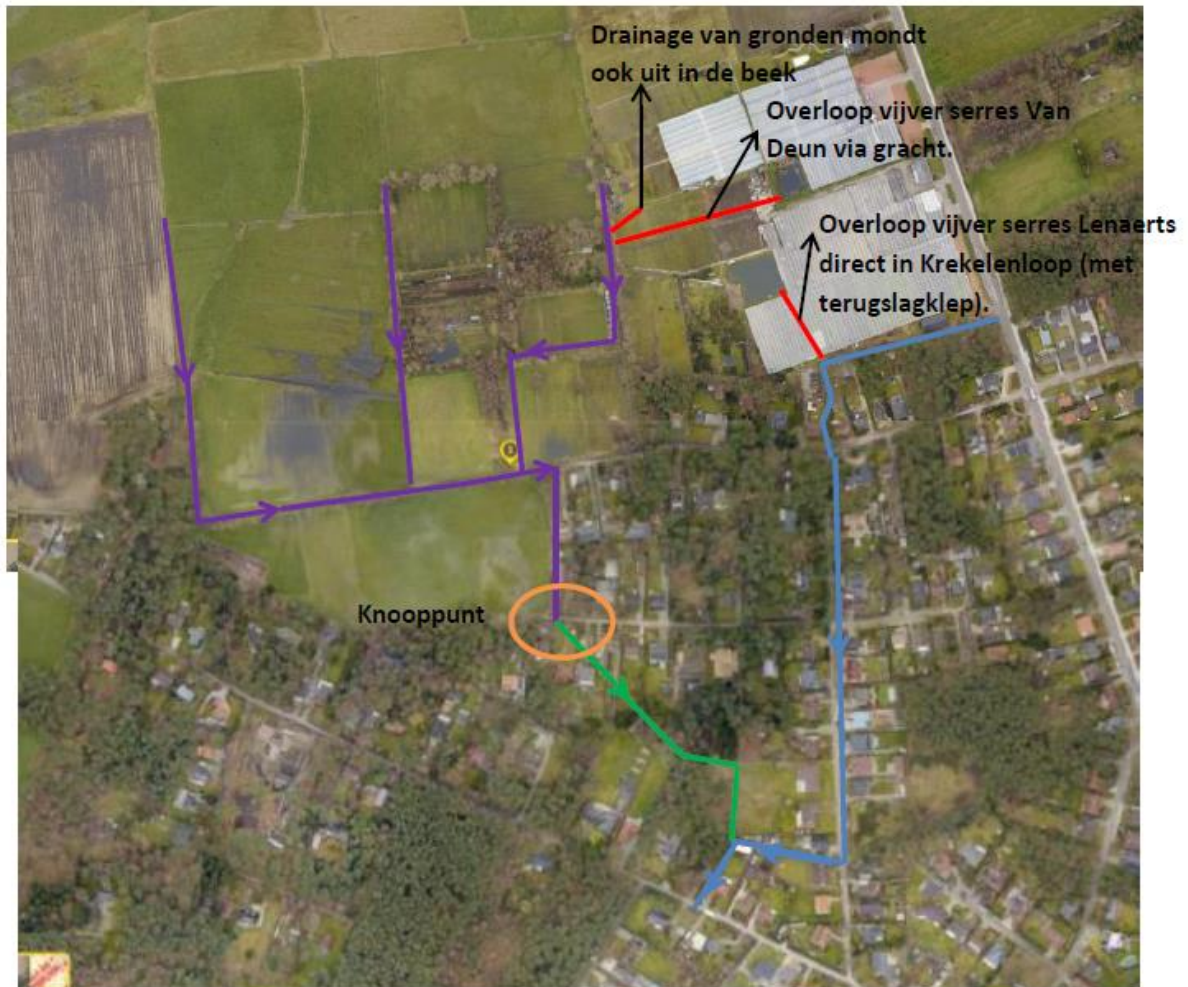 Drainage van gronden mondt
ook uit in de beek
Overloop vijver serres Van
Deun via gracht.
Overloop vijver serres Lenaerts
direct in Krekelenloop (met
terugslagklep).
Knooppunt